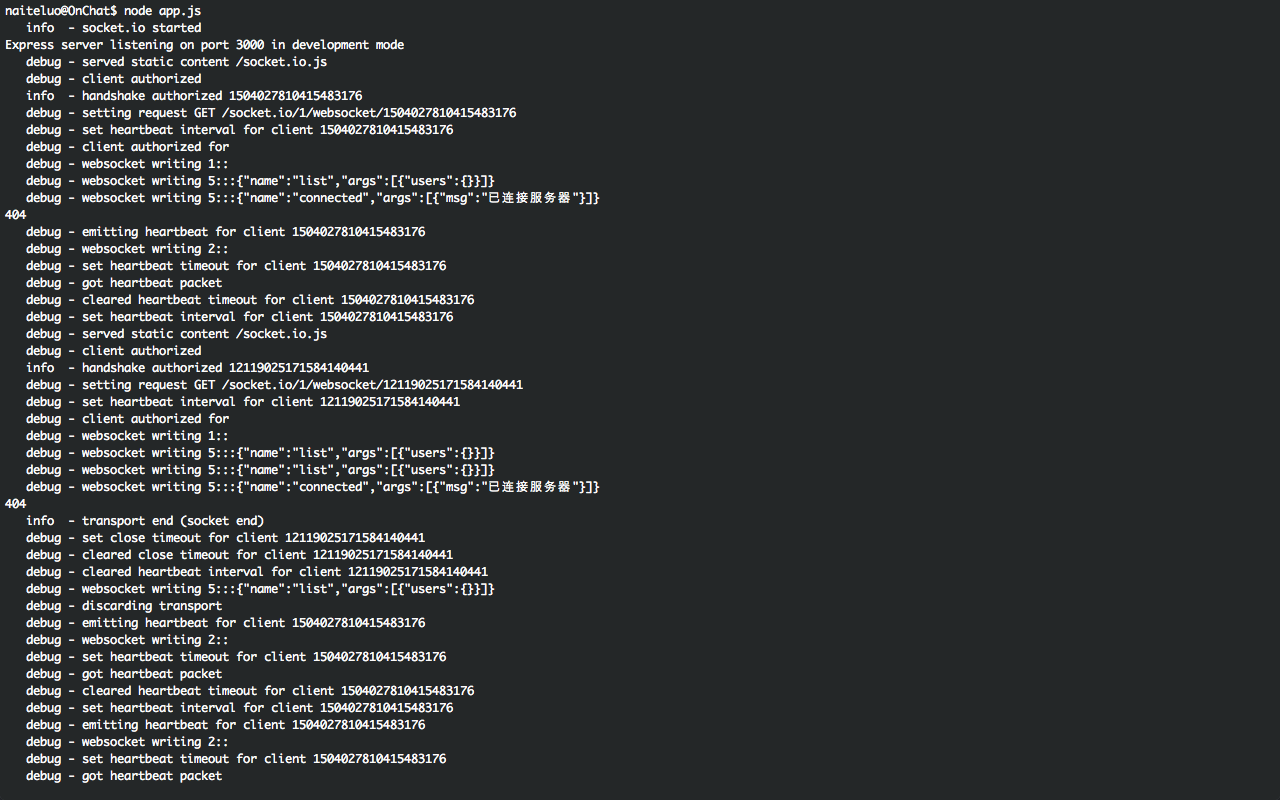 naiteluo@OnChat$ node app.js
info  - socket.io started
Express server listening on port 3000 in development mode
debug - served static content /socket.io.js
debug - client authorized
info  - handshake authorized 1504027810415483176
debug - setting request GET /socket.io/1/websocket/1504027810415483176
debug - set heartbeat interval for client 1504027810415483176
debug - client authorized for
debug - websocket writing 1::
debug - websocket writing 5:::{"name":"list","args":[{"users":{}}]}
debug - websocket writing 5:::{"name":"connected","args":[{"msg":"已连接服务器"}]}
404
debug - emitting heartbeat for client 1504027810415483176
debug - websocket writing 2::
debug - set heartbeat timeout for client 1504027810415483176
debug - got heartbeat packet
debug - cleared heartbeat timeout for client 1504027810415483176
debug - set heartbeat interval for client 1504027810415483176
debug - served static content /socket.io.js
debug - client authorized
info  - handshake authorized 12119025171584140441
debug - setting request GET /socket.io/1/websocket/12119025171584140441
debug - set heartbeat interval for client 12119025171584140441
debug - client authorized for
debug - websocket writing 1::
debug - websocket writing 5:::{"name":"list","args":[{"users":{}}]}
debug - websocket writing 5:::{"name":"list","args":[{"users":{}}]}
debug - websocket writing 5:::{"name":"connected","args":[{"msg":"已连接服务器"}]}
404
info  - transport end (socket end)
debug - set close timeout for client 12119025171584140441
debug - cleared close timeout for client 12119025171584140441
debug - cleared heartbeat interval for client 12119025171584140441
debug - websocket writing 5:::{"name":"list","args":[{"users":{}}]}
debug - discarding transport
debug - emitting heartbeat for client 1504027810415483176
debug - websocket writing 2::
debug - set heartbeat timeout for client 1504027810415483176
debug - got heartbeat packet
debug - cleared heartbeat timeout for client 1504027810415483176
debug - set heartbeat interval for client 1504027810415483176
debug - emitting heartbeat for client 1504027810415483176
debug - websocket writing 2::
debug - set heartbeat timeout for client 1504027810415483176
debug - got heartbeat packet